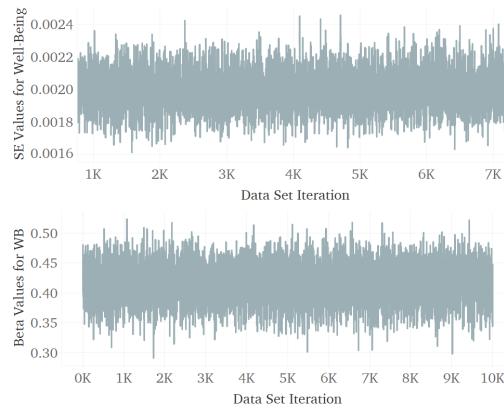 SE Values for Well-Being
0.0024
0.0022
0.0020
0.0018
0.0016
1K 2K 3K 4K 5K 6K 7K
Data Set Iteration
Beta Values for WB
0.50
0.45
0.40
0.35
0.30
0K 1K 2K 3K 4K 5K 6K 7K 8K 9K 10K
Data Set Iteration